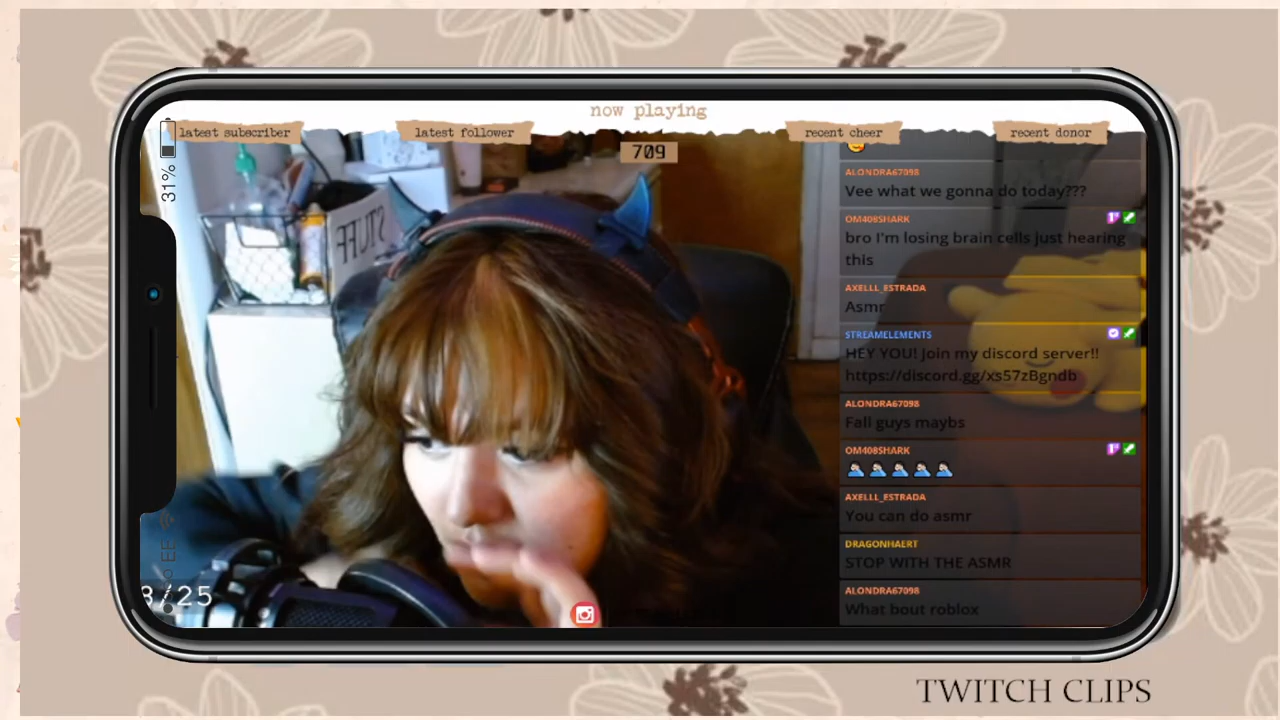 now playing
latest subscriber
latest follower
recent cheer
recent donor
709
31%
STUFF
ALONDRA67098
Vee what we gonna do today???
OM408SHARK
bro I'm losing brain cells just hearing
this
AXELLL_ESTRADA
Asmr
STREAMELEMENTS
HEY YOU! Join my discord server!!
https://discord.gg/xs57zBgndb
ALONDRA67098
Fall guys maybs
OM408SHARK
AXELLL_ESTRADA
You can do asmr
DRAGONHAERT
STOP WITH THE ASMR
ALONDRA67098
What bout roblox
EE
3/25
TWITCH CLIPS